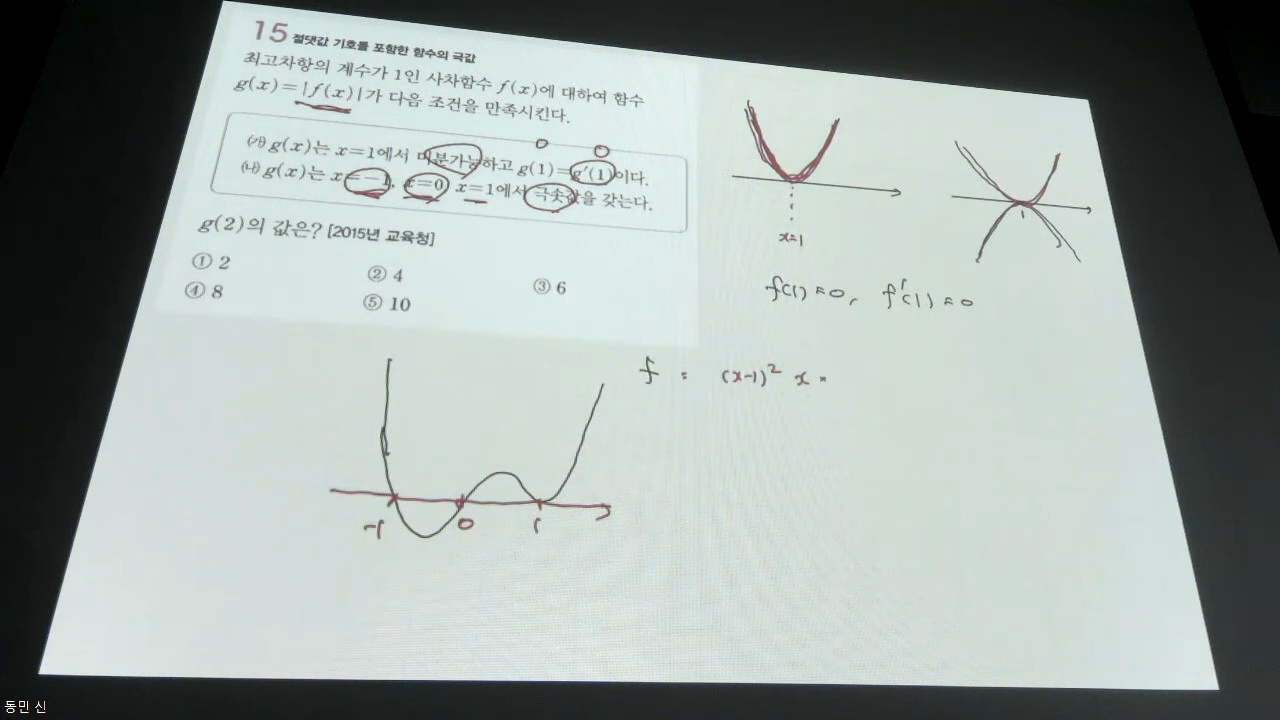 15 절댓값 기호를 포함한 함수의 극값
최고차항의 계수가 1인 사차함수 f(x)에 대하여 함수
g(x)=|f(x)|가 다음 조건을 만족시킨다.
㈎ g(x)는 x=1에서 미분가능하고 g(1)=g′(1)이다.
㈏ g(x)는 x=-1, x=0, x=1에서 극솟값을 갖는다.
g(2)의 값은? [2015년 교육청]
① 2 ② 4 ③ 6
④ 8 ⑤ 10
0 0
x=1
1
f(1)=0, f′(1)=0
f = (x-1)² x
-1 0 1
동민 신